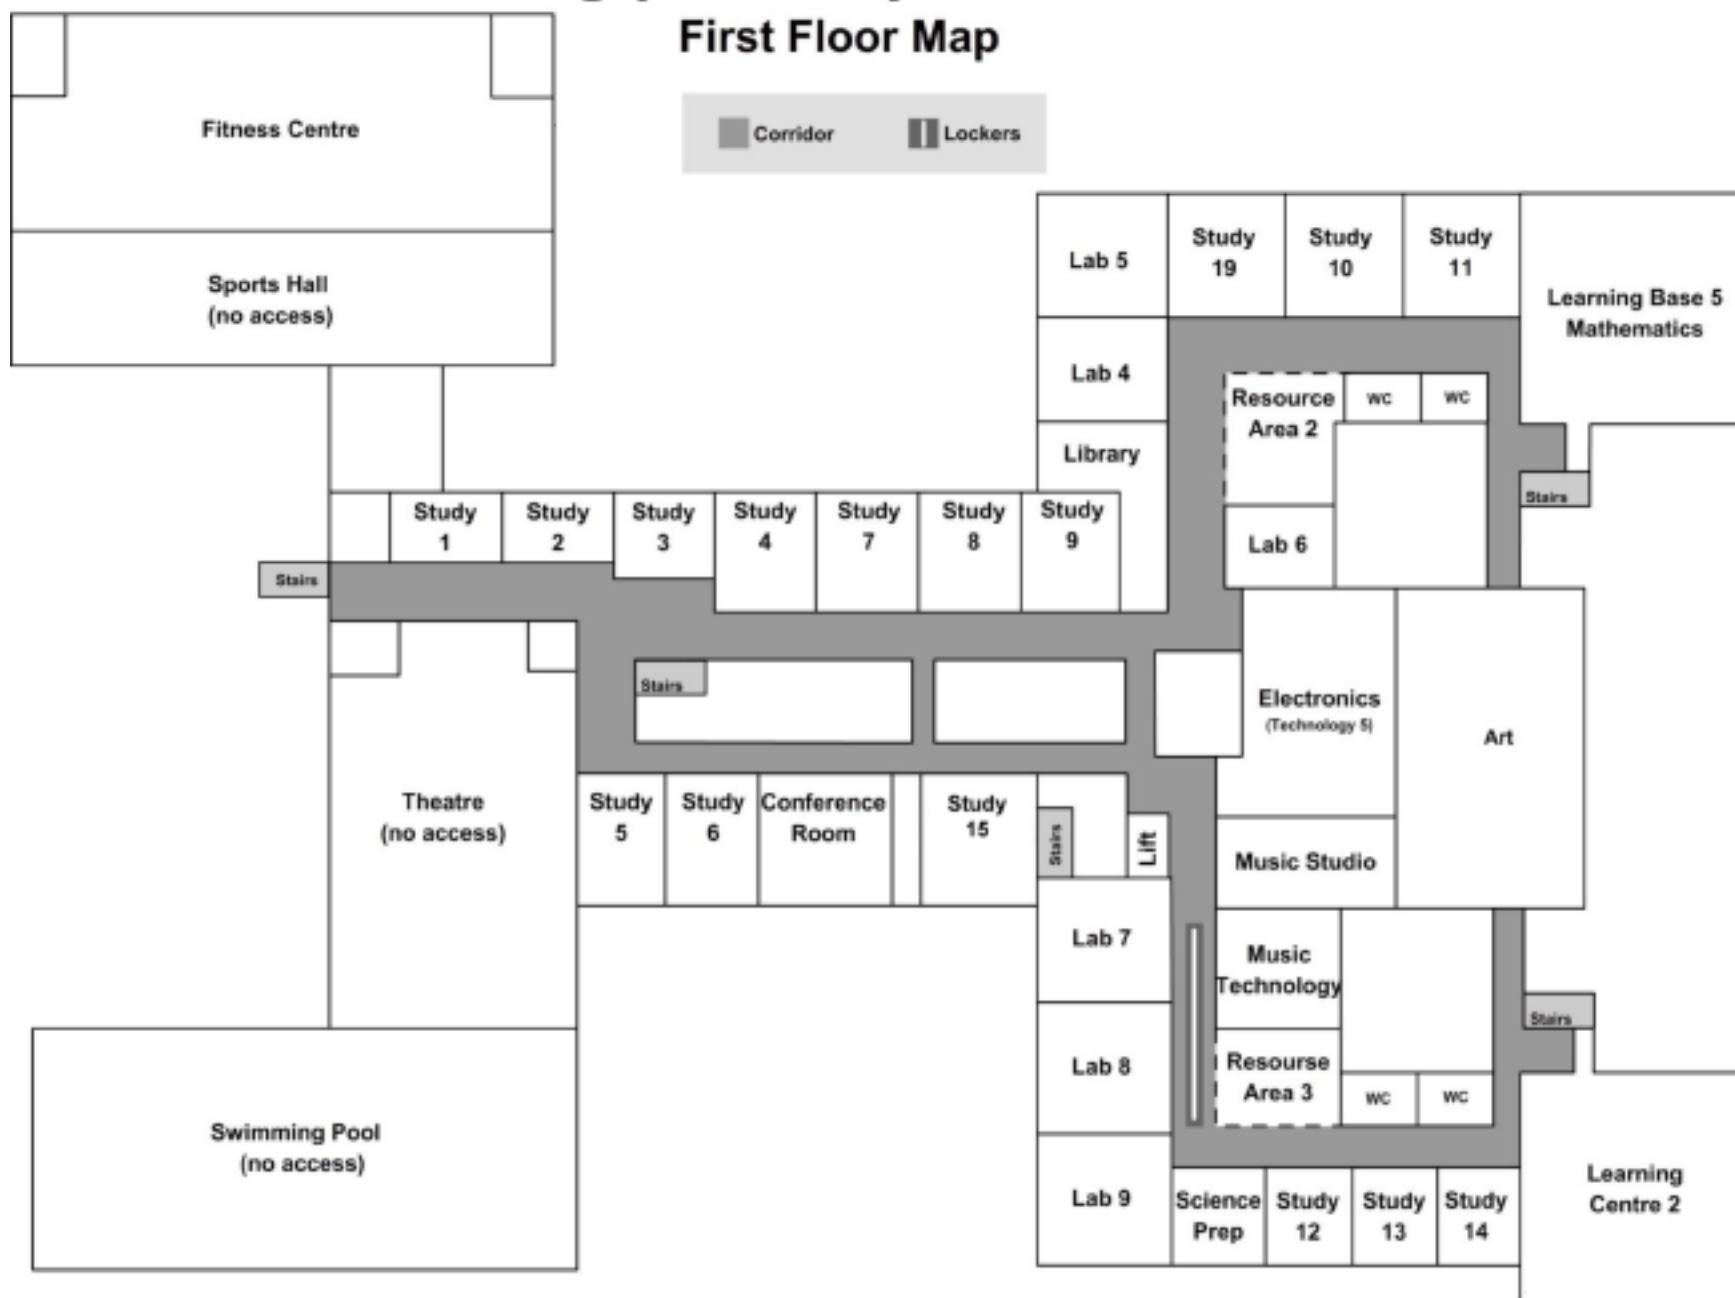 First Floor Map
Corridor
Lockers
Fitness Centre
Sports Hall
(no access)
Lab 5
Study
19
Study
10
Study
11
Learning Base 5
Mathematics
Lab 4
Resource
Area 2
WC
WC
Library
Stairs
Study
1
Study
2
Study
3
Study
4
Study
7
Study
8
Study
9
Lab 6
Stairs
Stairs
Electronics
(Technology 5)
Art
Theatre
(no access)
Study
5
Study
6
Conference
Room
Study
15
Stairs
Lift
Music Studio
Lab 7
Music
Technology
Stairs
Lab 8
Resourse
Area 3
WC
WC
Swimming Pool
(no access)
Lab 9
Science
Prep
Study
12
Study
13
Study
14
Learning
Centre 2